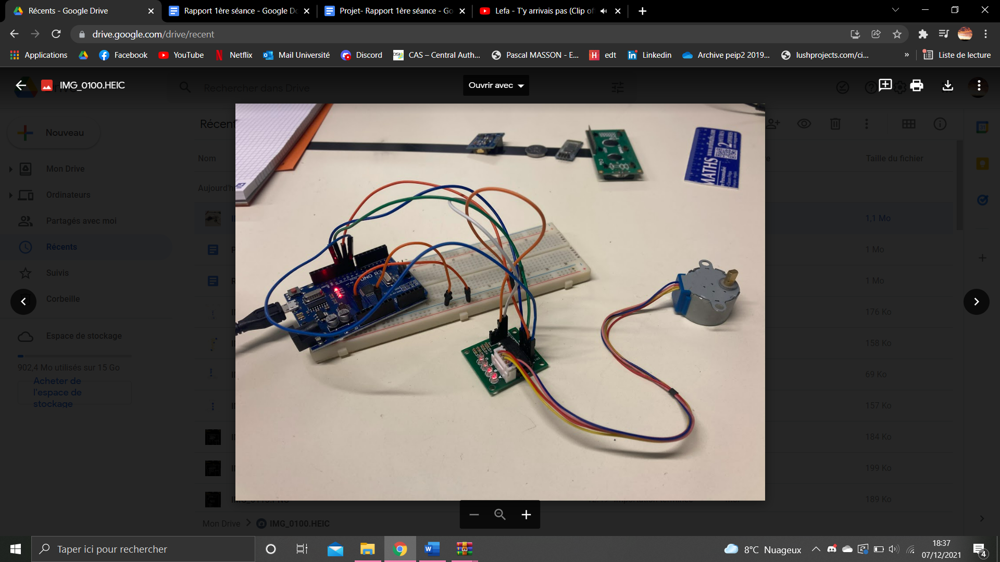 Récents - Google Drive
Rapport 1ère séance - Google Do
Projet- Rapport 1ère séance - Go
Lefa - T'y arrivais pas (Clip of
drive.google.com/drive/recent
Applications
Facebook
YouTube
Netflix
Mail Université
Discord
CAS – Central Auth...
Pascal MASSON - E...
edt
Linkedin
Archive peip2 2019...
lushprojects.com/ci...
»
Liste de lecture
IMG_0100.HEIC
Rechercher dans Drive
Ouvrir avec
Nouveau
Récent
Nom
Taille du fichier
Mon Drive
Aujourd'h
Ordinateurs
Partagés avec moi
1,1 Mo
Récents
1 Mo
Suivis
1 Mo
Corbeille
176 Ko
Espace de stockage
158 Ko
902,4 Mo utilisés sur 15 Go
69 Ko
Acheter de
l'espace de
stockage
157 Ko
184 Ko
199 Ko
189 Ko
MATHS
UNO R3
Mon Drive
IMG_0100.HEIC
Taper ici pour rechercher
8°C Nuageux
18:37
07/12/2021
4